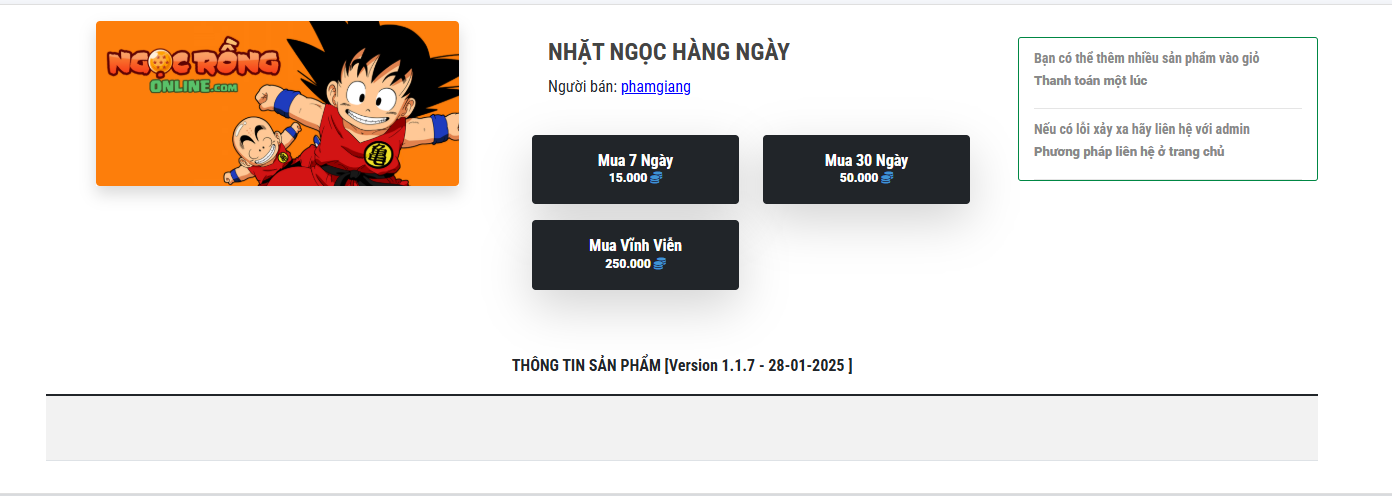 NGỌC RỒNG
ONLINE.COM
NHẶT NGỌC HÀNG NGÀY
Người bán: phamgiang
Mua 7 Ngày
15.000
Mua 30 Ngày
50.000
Mua Vĩnh Viễn
250.000
Bạn có thể thêm nhiều sản phẩm vào giỏ
Thanh toán một lúc
Nếu có lỗi xảy xa hãy liên hệ với admin
Phương pháp liên hệ ở trang chủ
THÔNG TIN SẢN PHẨM [Version 1.1.7 - 28-01-2025 ]